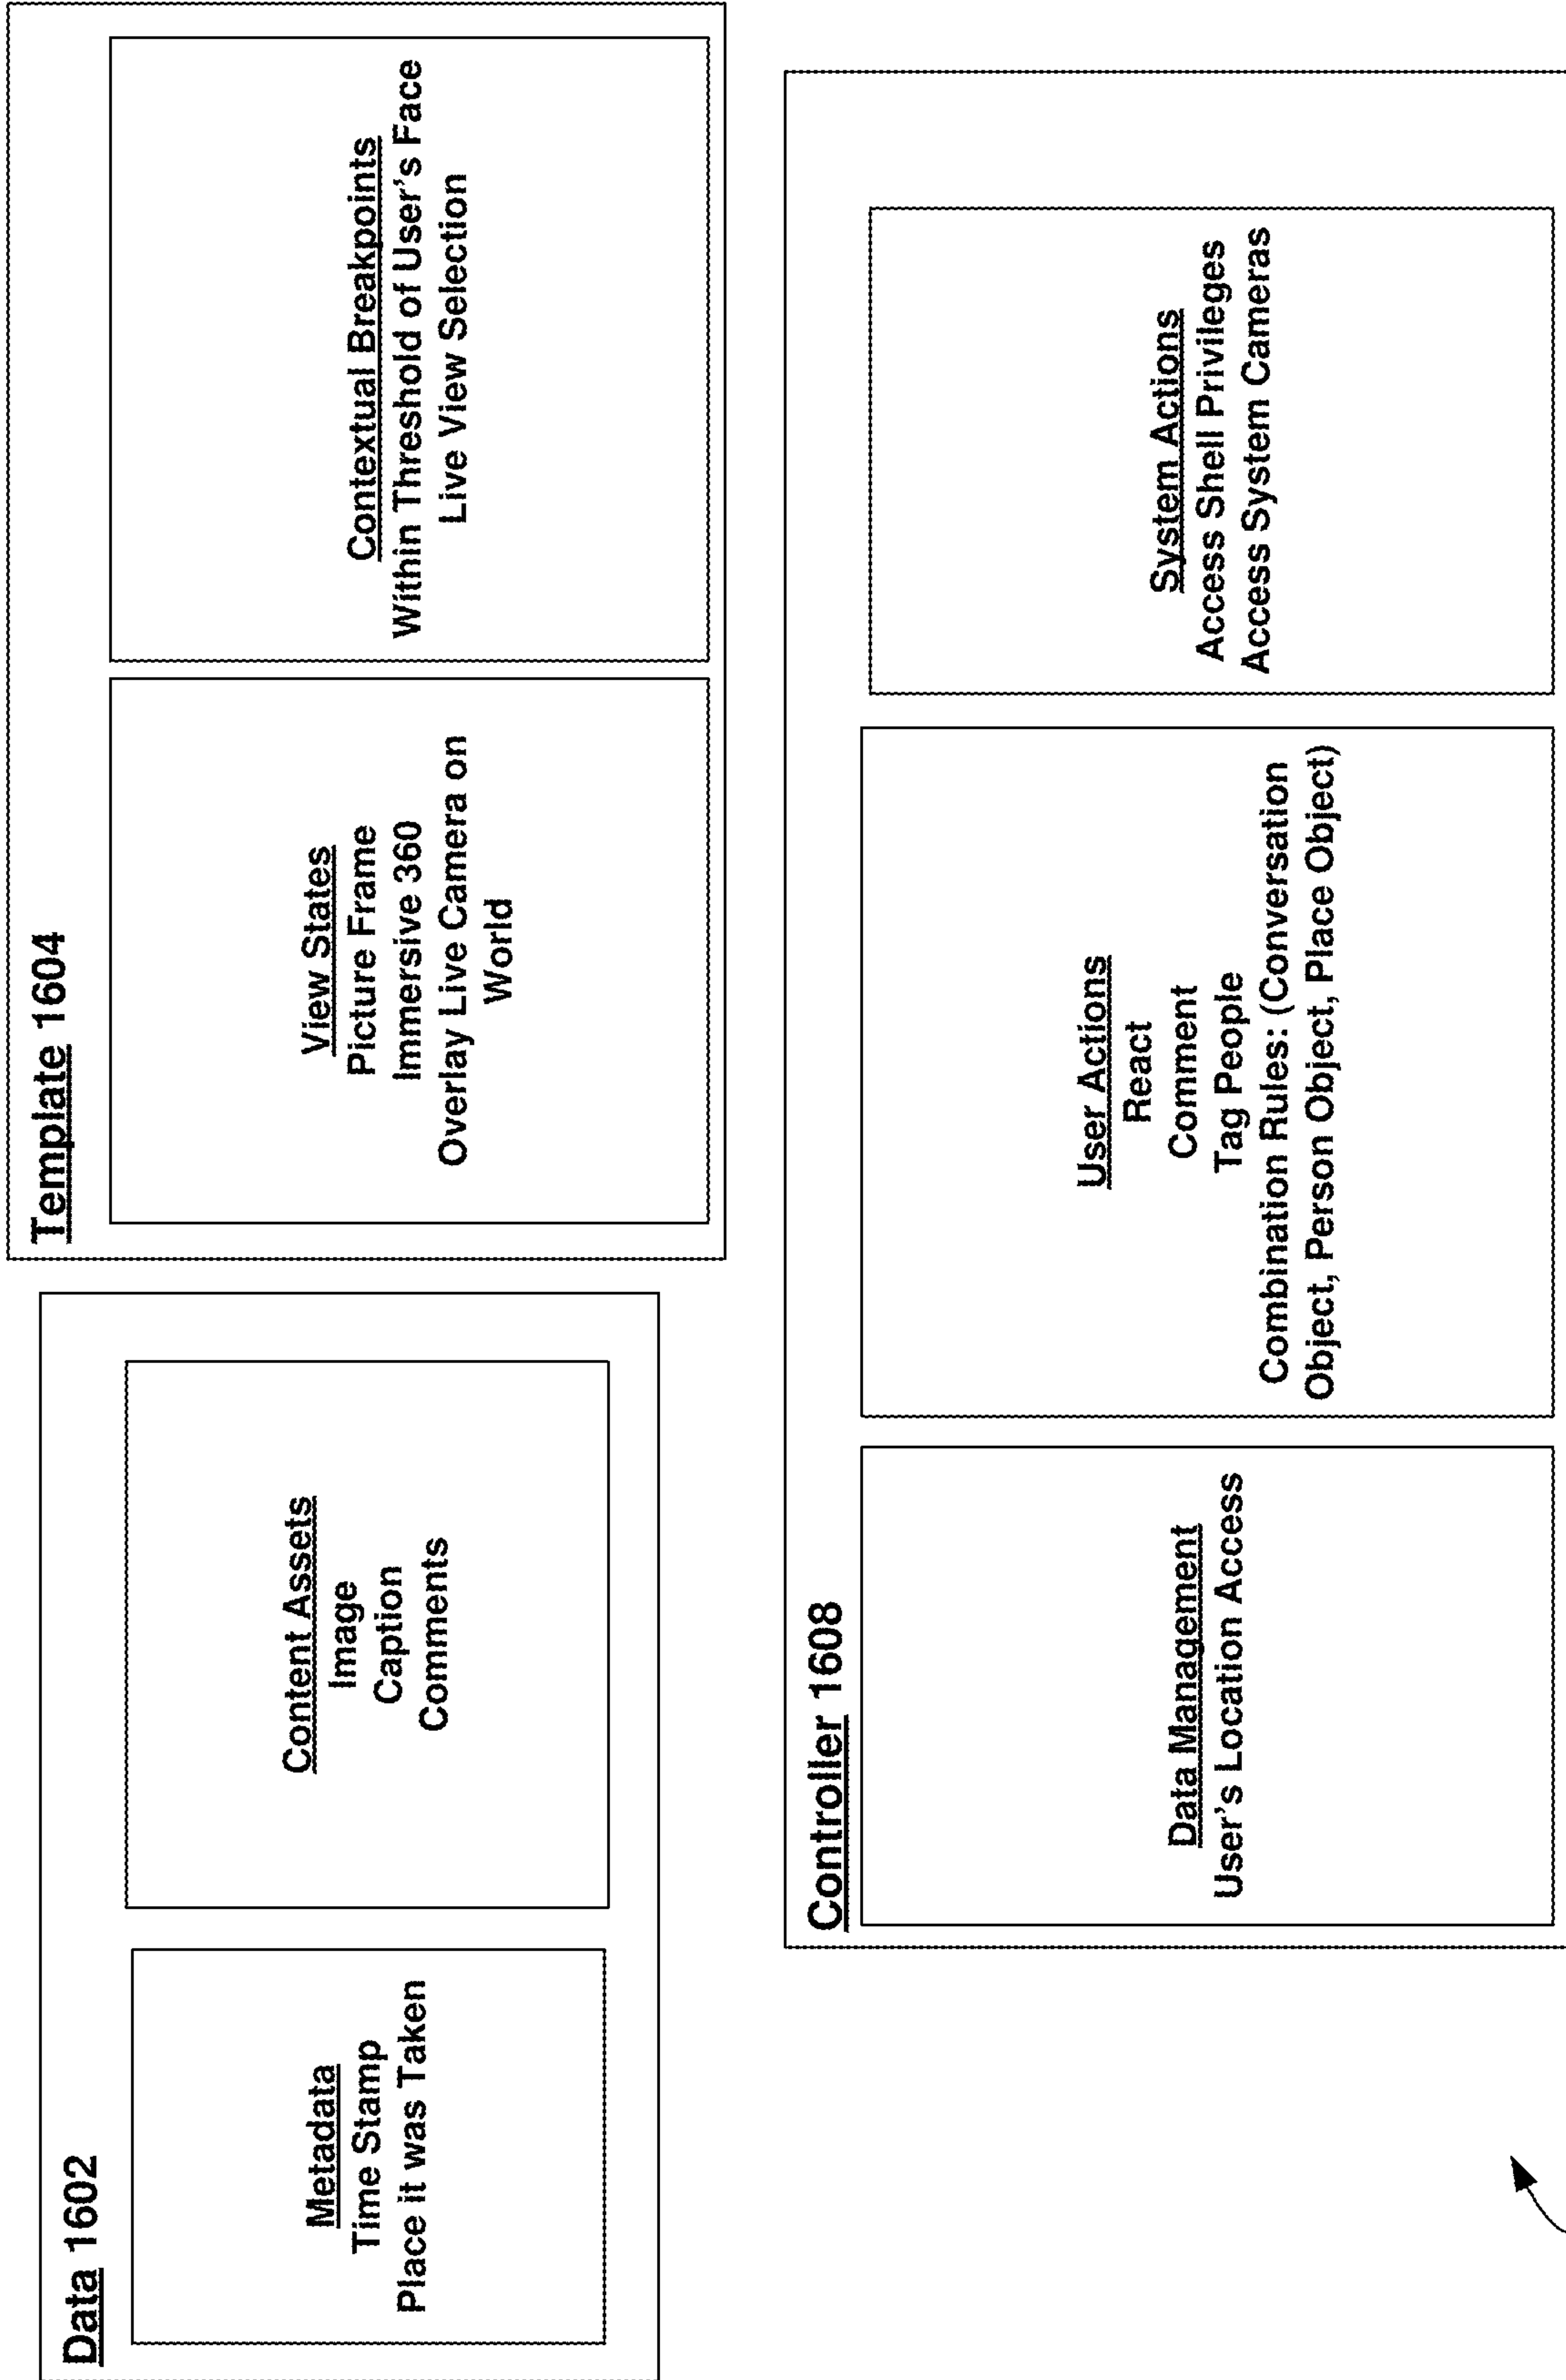 Data 1602
Metadata
Time Stamp
Place it was Taken
Content Assets
Image
Caption
Comments
Template 1604
View States
Picture Frame
Immersive 360
Overlay Live Camera on
World
Contextual Breakpoints
Within Threshold of User's Face
Live View Selection
Controller 1608
Data Management
User's Location Access
User Actions
React
Comment
Tag People
Combination Rules: (Conversation
Object, Person Object, Place Object)
System Actions
Access Shell Privileges
Access System Cameras